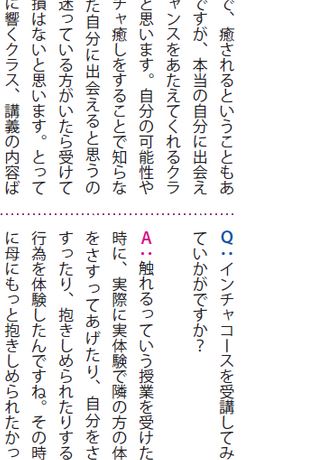 で、癒されるということもあ
ですが、本当の自分に出会え
ャンスをあたえてくれるクラ
と思います。自分の可能性や
チャ癒しをすることで知らな
た自分に出会えると思うの
迷っている方がいたら受けて
損はないと思います。とって
に響くクラス、講義の内容ば
Q:インチャコースを受講してみ
ていかがですか？
A:触れるっていう授業を受けた
時に、実際に実体験で隣の方の体
をさすってあげたり、自分をさ
すったり、抱きしめられたりする
行為を体験したんですね。その時
に母にもっと抱きしめられたかっ